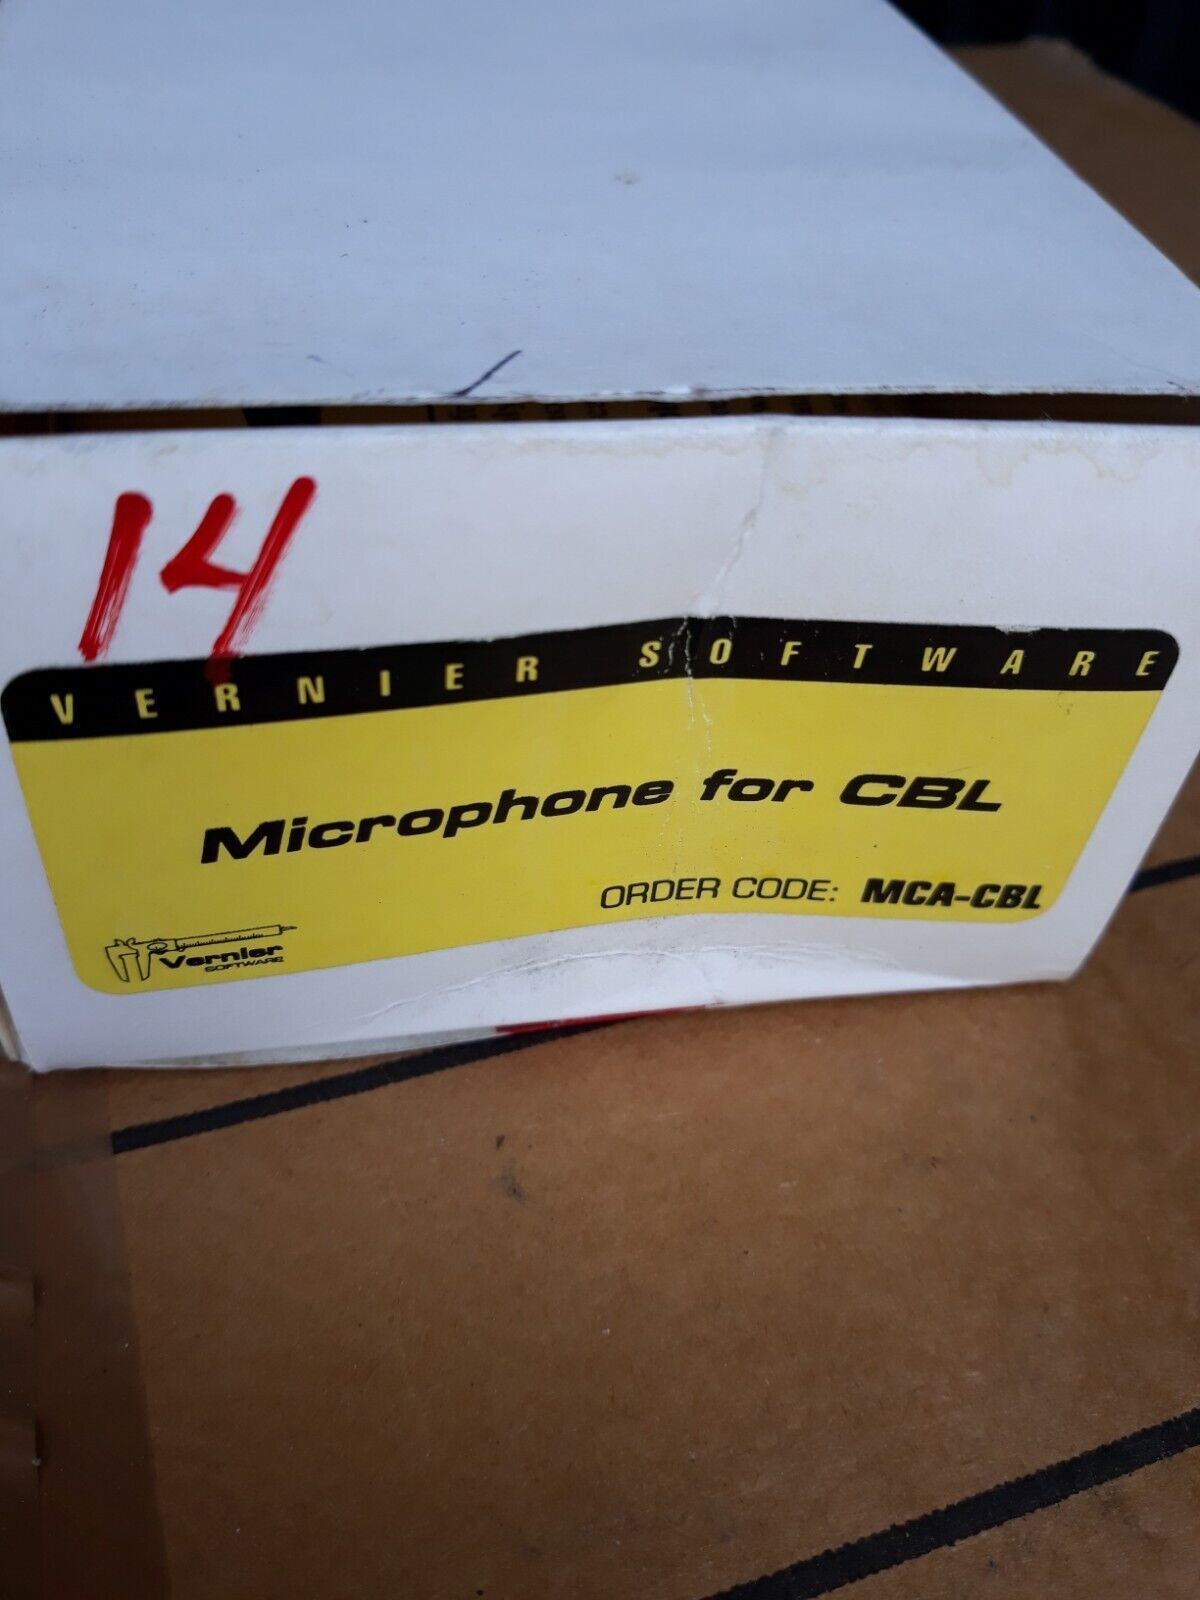 14
VERNIER SOFTWARE
Microphone for CBL
ORDER CODE: MCA-CBL
Vernier
SOFTWARE